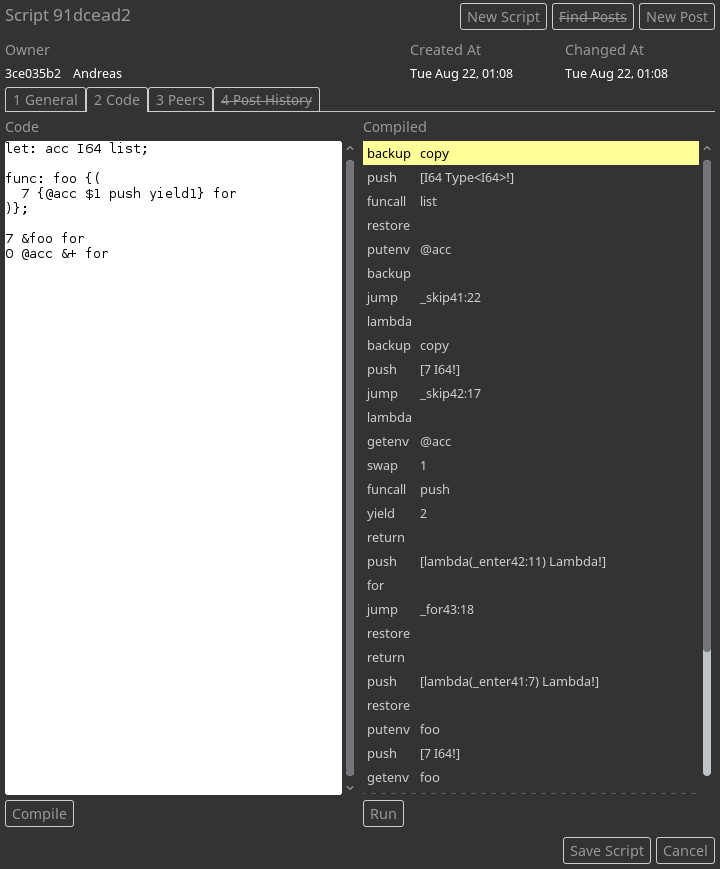 Script 91dcead2
New Script
Find Posts
New Post
Owner
Created At
Changed At
3ce035b2 Andreas
Tue Aug 22, 01:08
Tue Aug 22, 01:08
1 General
2 Code
3 Peers
4 Post History
Code
let: acc I64 list;
func: foo {(
7 {@acc $1 push yield1} for
)};
7 &foo for
0 @acc &+ for
Compiled
backup copy
push [I64 Type<I64>!]
funcall list
restore
putenv @acc
backup
jump _skip41:22
lambda
backup copy
push [7 I64!]
jump _skip42:17
lambda
getenv @acc
swap 1
funcall push
yield 2
return
push [lambda(_enter42:11) Lambda!]
for
jump _for43:18
restore
return
push [lambda(_enter41:7) Lambda!]
restore
putenv foo
push [7 I64!]
getenv foo
Compile
Run
Save Script
Cancel